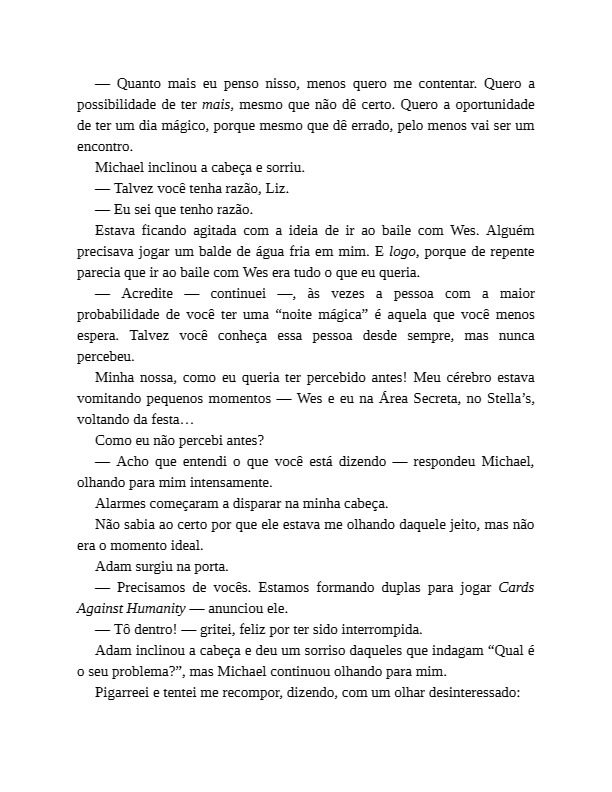 — Quanto mais eu penso nisso, menos quero me contentar. Quero a
possibilidade de ter mais, mesmo que não dê certo. Quero a oportunidade
de ter um dia mágico, porque mesmo que dê errado, pelo menos vai ser um
encontro.
Michael inclinou a cabeça e sorriu.
— Talvez você tenha razão, Liz.
— Eu sei que tenho razão.
Estava ficando agitada com a ideia de ir ao baile com Wes. Alguém
precisava jogar um balde de água fria em mim. E logo, porque de repente
parecia que ir ao baile com Wes era tudo o que eu queria.
— Acredite — continuei —, às vezes a pessoa com a maior
probabilidade de você ter uma “noite mágica” é aquela que você menos
espera. Talvez você conheça essa pessoa desde sempre, mas nunca
percebeu.
Minha nossa, como eu queria ter percebido antes! Meu cérebro estava
vomitando pequenos momentos — Wes e eu na Área Secreta, no Stella’s,
voltando da festa…
Como eu não percebi antes?
— Acho que entendi o que você está dizendo — respondeu Michael,
olhando para mim intensamente.
Alarmes começaram a disparar na minha cabeça.
Não sabia ao certo por que ele estava me olhando daquele jeito, mas não
era o momento ideal.
Adam surgiu na porta.
— Precisamos de vocês. Estamos formando duplas para jogar Cards
Against Humanity — anunciou ele.
— Tô dentro! — gritei, feliz por ter sido interrompida.
Adam inclinou a cabeça e deu um sorriso daqueles que indagam “Qual é
o seu problema?”, mas Michael continuou olhando para mim.
Pigarreei e tentei me recompor, dizendo, com um olhar desinteressado: